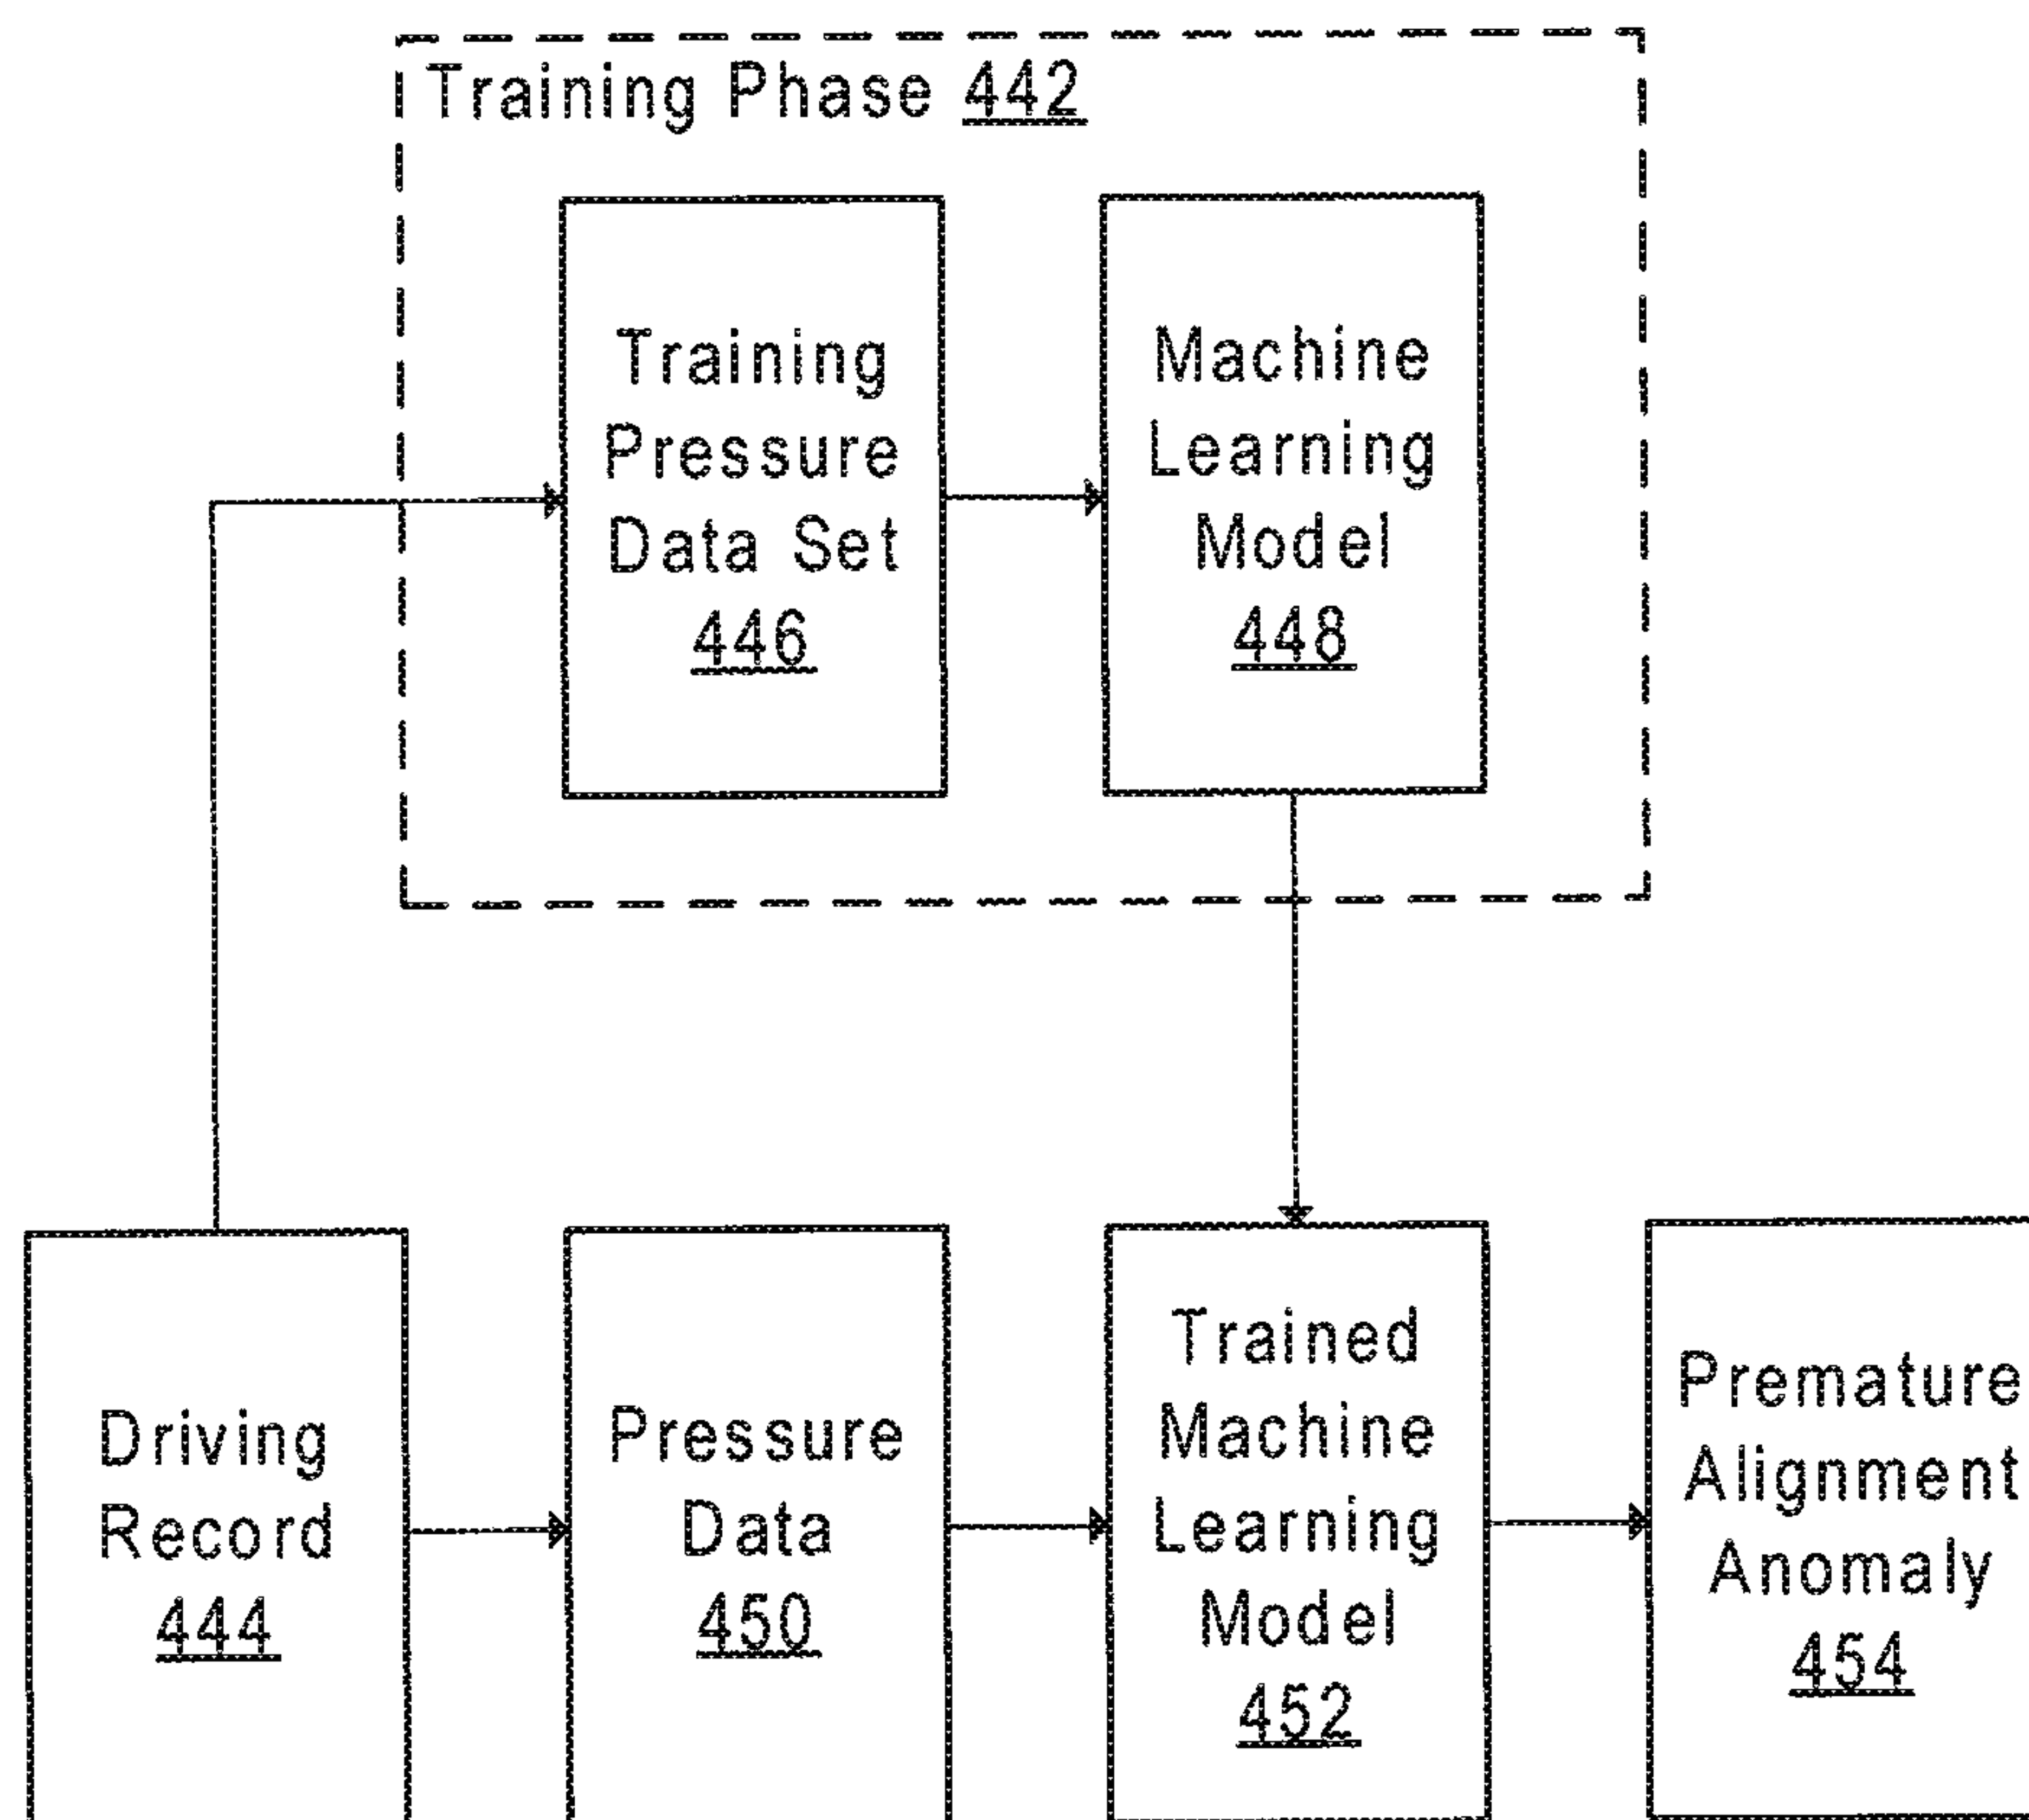 Training Phase 442
Training
Pressure
Data Set
446
Machine
Learning
Model
448
Driving
Record
444
Pressure
Data
450
Trained
Machine
Learning
Model
452
Premature
Alignment
Anomaly
454